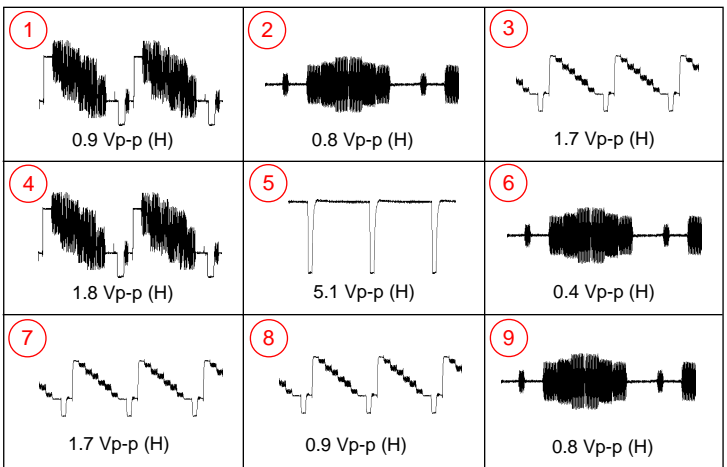 1
0.9 Vp-p (H)
2
0.8 Vp-p (H)
3
1.7 Vp-p (H)
4
1.8 Vp-p (H)
5
5.1 Vp-p (H)
6
0.4 Vp-p (H)
7
1.7 Vp-p (H)
8
0.9 Vp-p (H)
9
0.8 Vp-p (H)